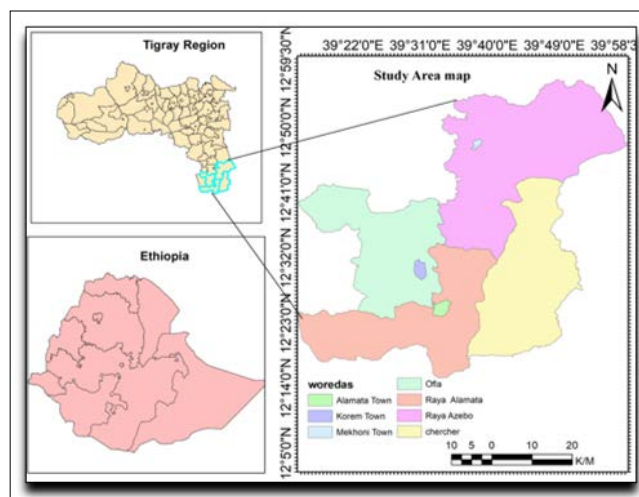 Tigray Region
Ethiopia
39°22'0"E 39°31'0"E 39°40'0"E 39°49'0"E 39°58'
Study Area map
N
12°59'30"N
12°50'0"N
12°41'0"N
12°32'0"N
12°23'0"N
12°14'0"N
12°5'0"N
woredas
Alamata Town
Korem Town
Mekhoni Town
Ofla
Raya Alamata
Raya Azebo
chercher
10 5 0 10 20
K/M